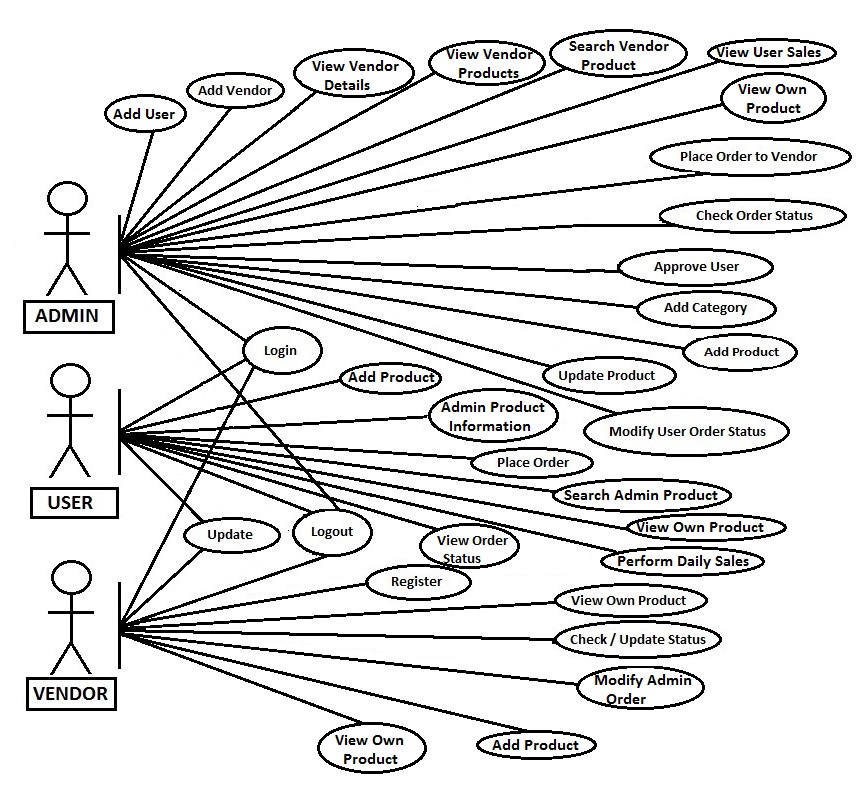 Add User
Add Vendor
View Vendor
Details
View Vendor
Products
Search Vendor
Product
View User Sales
View Own
Product
Place Order to Vendor
Check Order Status
Approve User
Add Category
Add Product
Update Product
Modify User Order Status
ADMIN
Login
Add Product
Admin Product
Information
Place Order
Search Admin Product
View Own Product
Perform Daily Sales
USER
Update
Logout
View Order
Status
Register
View Own Product
Check / Update Status
Modify Admin
Order
VENDOR
View Own
Product
Add Product